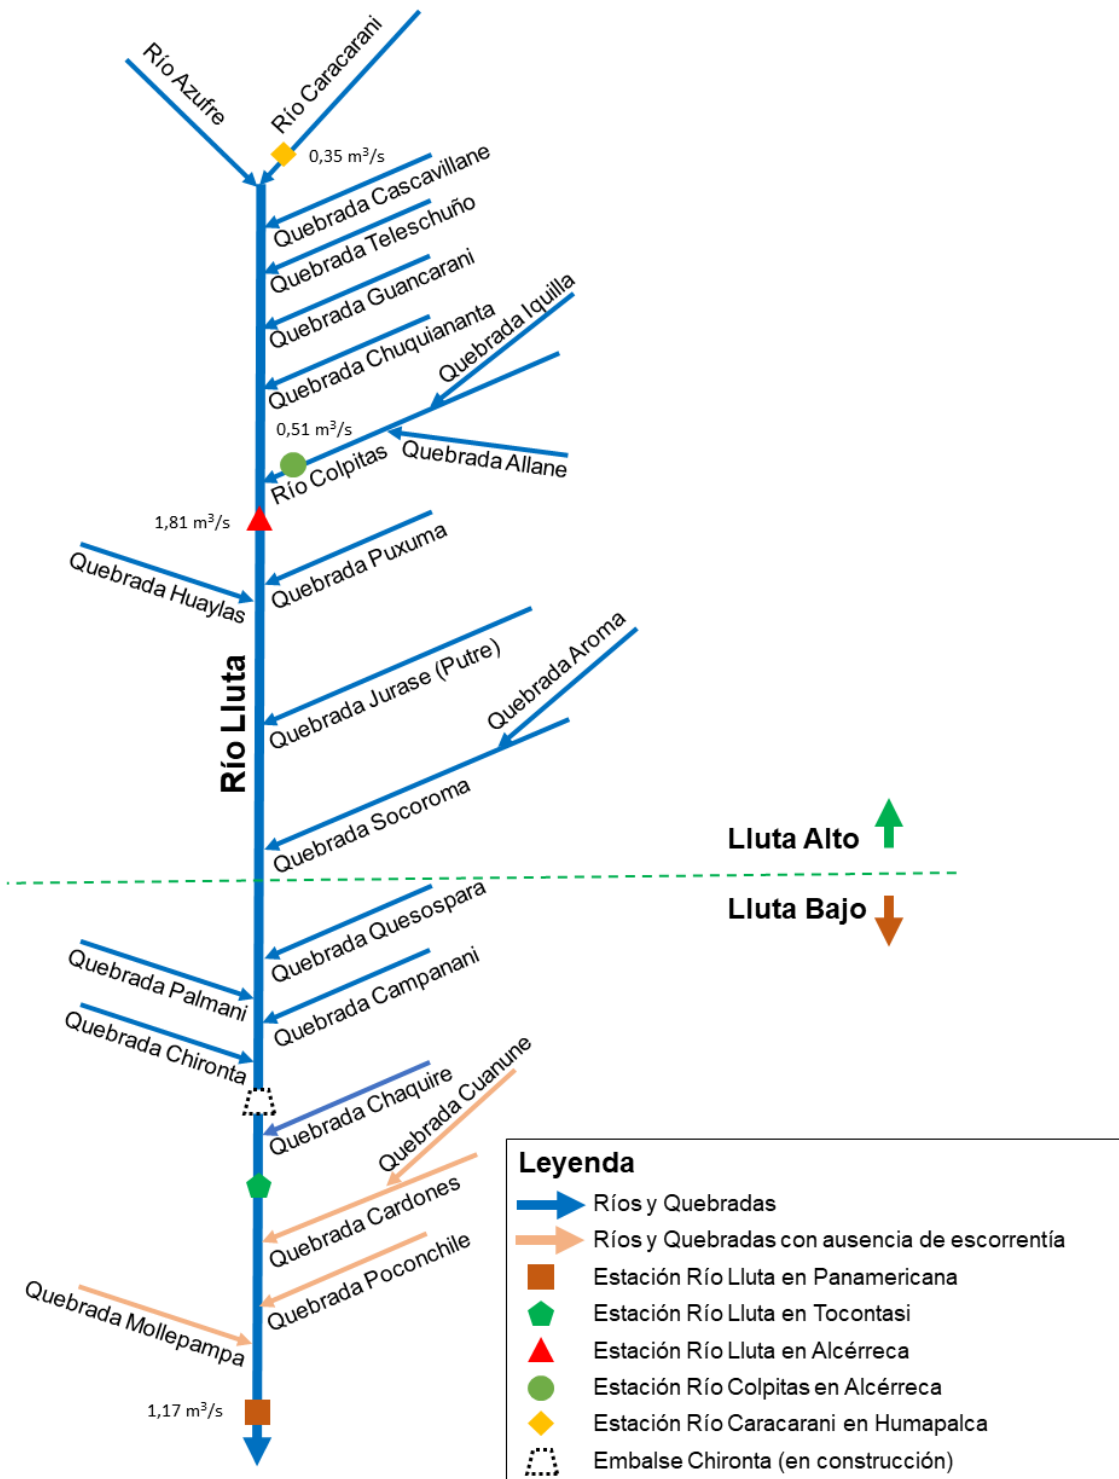 Río Azufre
Río Caracarani
0,35 m³/s
Quebrada Cascavillane
Quebrada Teleschuño
Quebrada Guancarani
Quebrada Chuquiananta
Quebrada Iquilla
0,51 m³/s
Quebrada Allane
Río Colpitas
1,81 m³/s
Quebrada Puxuma
Quebrada Huaylas
Río Lluta
Quebrada Jurase (Putre)
Quebrada Aroma
Quebrada Socoroma
Lluta Alto
Lluta Bajo
Quebrada Quesospara
Quebrada Palmani
Quebrada Campanani
Quebrada Chironta
Quebrada Chaquire
Quebrada Cuanune
Quebrada Cardones
Quebrada Poconchile
Quebrada Mollepampa
1,17 m³/s
Leyenda
Ríos y Quebradas
Ríos y Quebradas con ausencia de escorrentía
Estación Río Lluta en Panamericana
Estación Río Lluta en Tocontasi
Estación Río Lluta en Alcérreca
Estación Río Colpitas en Alcérreca
Estación Río Caracarani en Humapalca
Embalse Chironta (en construcción)